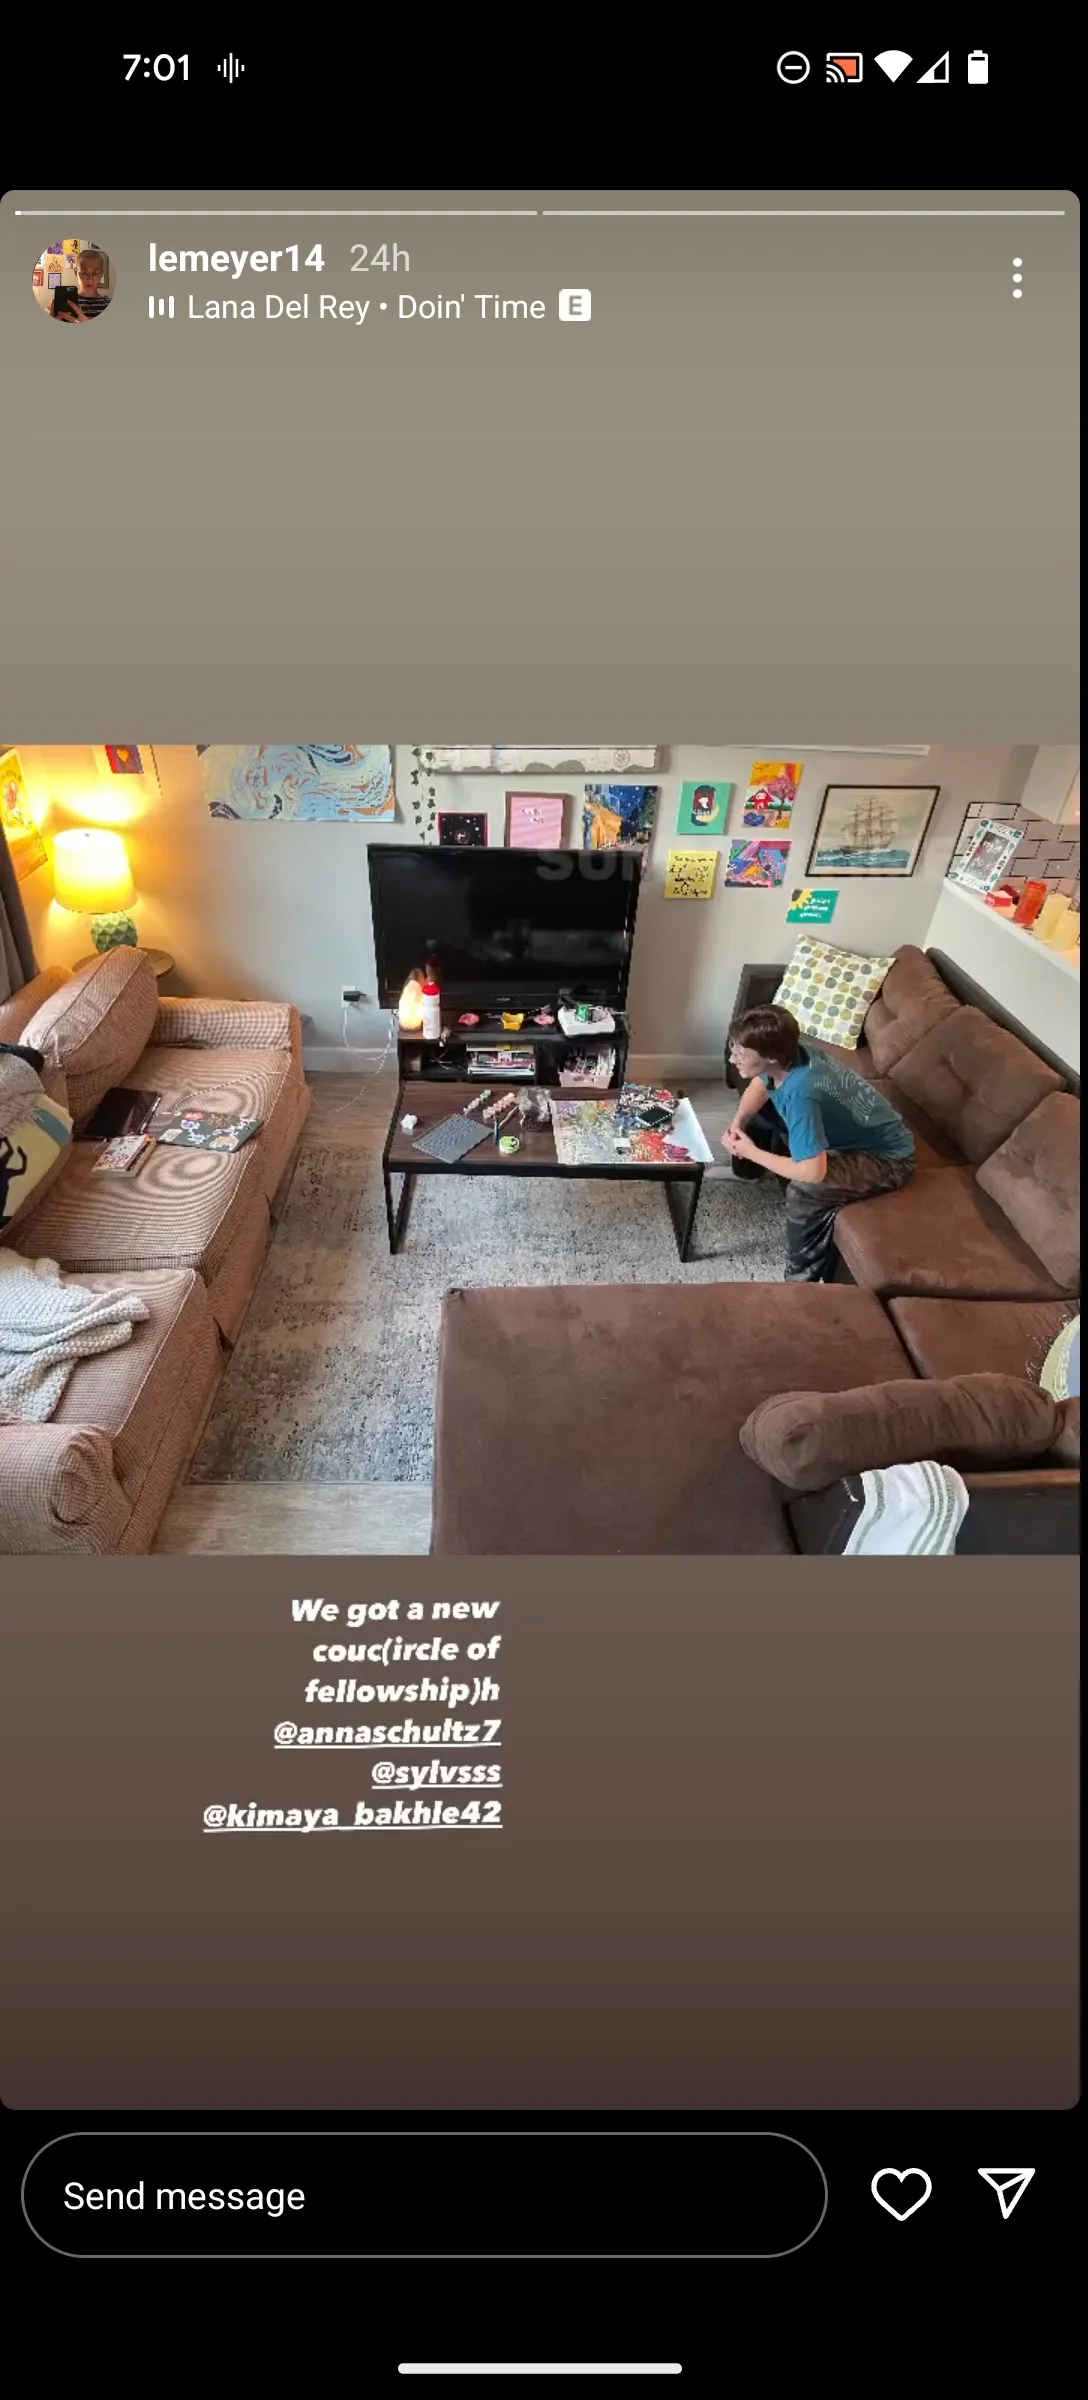 7:01
lemeyer14 24h
Lana Del Rey • Doin' Time E
We got a new
couc(ircle of
fellowship)h
@annaschultz7
@sylvsss
@kimaya_bakhle42
Send message